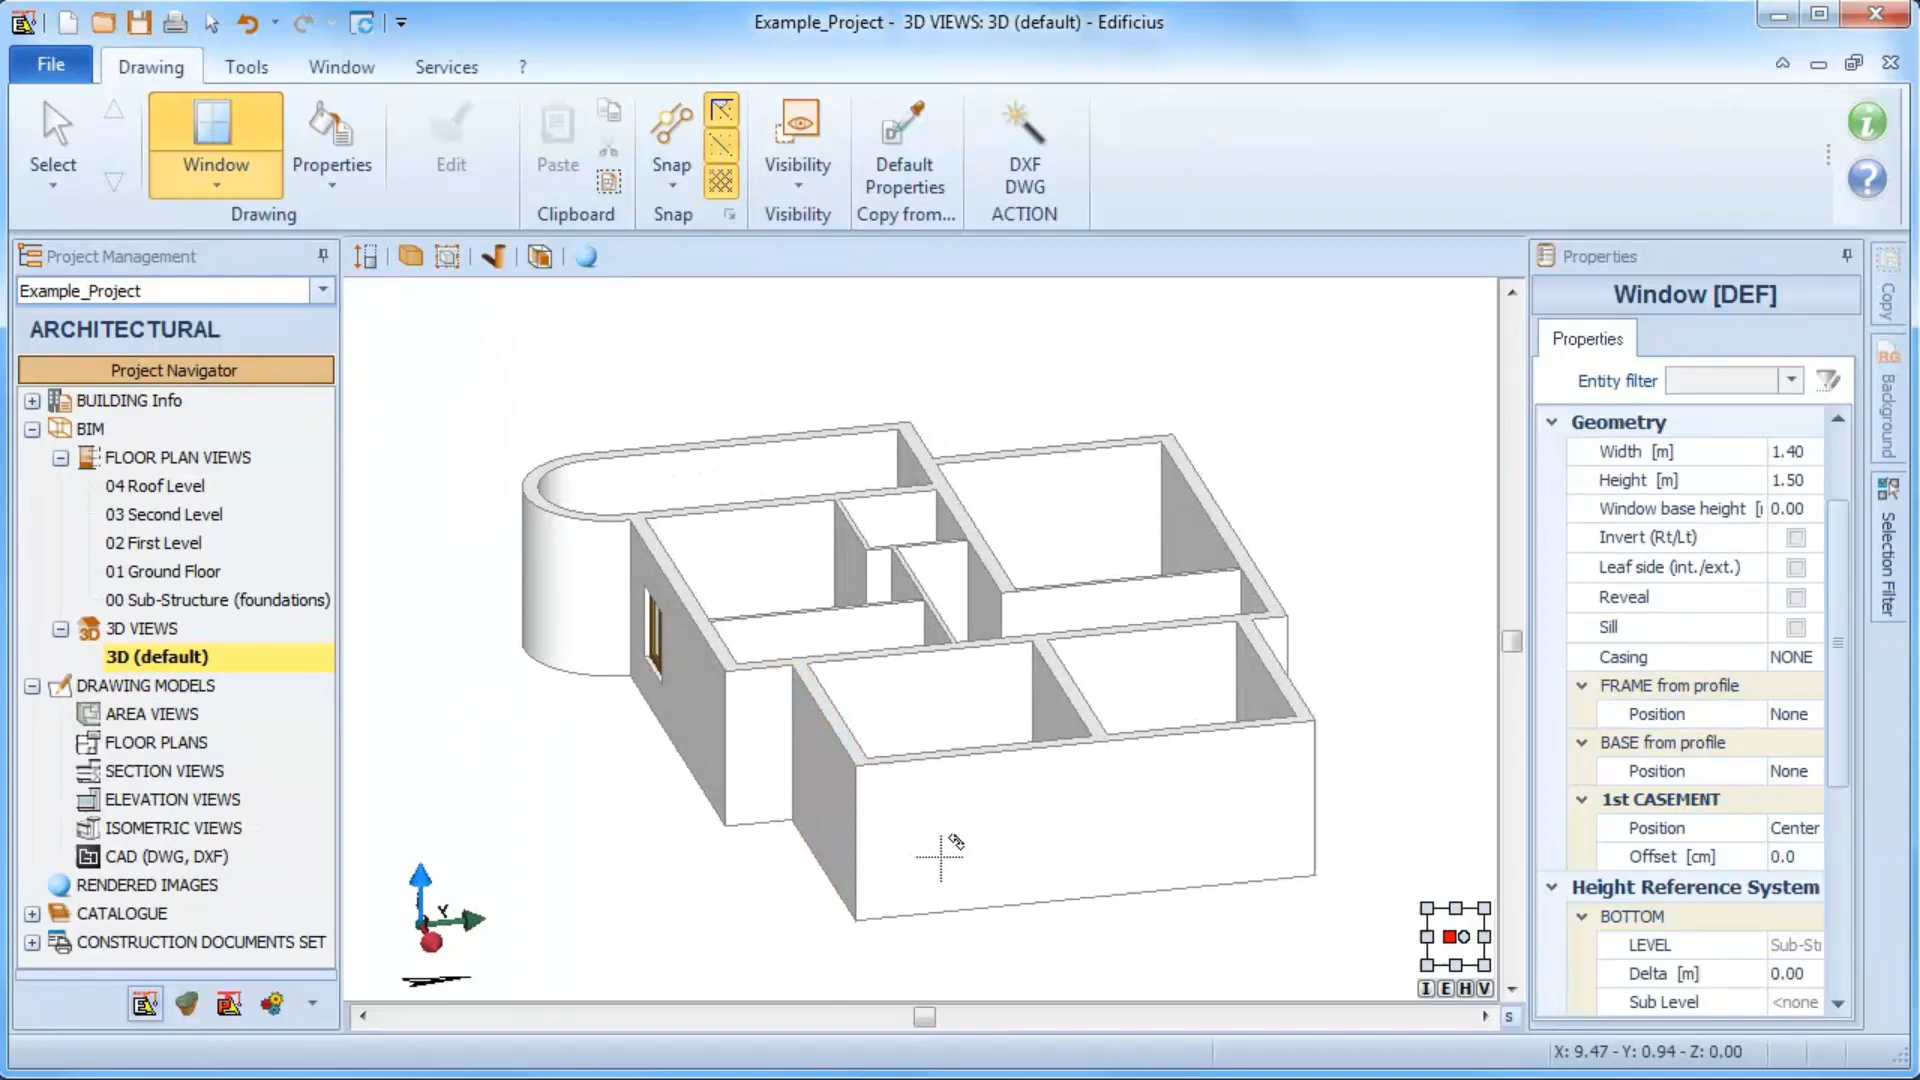 Example_Project - 3D VIEWS: 3D (default) - Edificius
File
Drawing
Tools
Window
Services
?
Select
Window
Properties
Edit
Paste
Snap
Visibility
Default
Properties
DXF
DWG
Drawing
Clipboard
Snap
Visibility
Copy from...
ACTION
Project Management
Example_Project
ARCHITECTURAL
Project Navigator
BUILDING Info
BIM
FLOOR PLAN VIEWS
04 Roof Level
03 Second Level
02 First Level
01 Ground Floor
00 Sub-Structure (foundations)
3D VIEWS
3D (default)
DRAWING MODELS
AREA VIEWS
FLOOR PLANS
SECTION VIEWS
ELEVATION VIEWS
ISOMETRIC VIEWS
CAD (DWG, DXF)
RENDERED IMAGES
CATALOGUE
CONSTRUCTION DOCUMENTS SET
Y
I E H V
S
Properties
Window [DEF]
Properties
Entity filter
Geometry
Width [m] 1.40
Height [m] 1.50
Window base height [ 0.00
Invert (Rt/Lt)
Leaf side (int./ext.)
Reveal
Sill
Casing NONE
FRAME from profile
Position None
BASE from profile
Position None
1st CASEMENT
Position Center
Offset [cm] 0.0
Height Reference System
BOTTOM
LEVEL Sub-Str
Delta [m] 0.00
Sub Level <none
Copy
Background
Selection Filter
X: 9.47 - Y: 0.94 - Z: 0.00